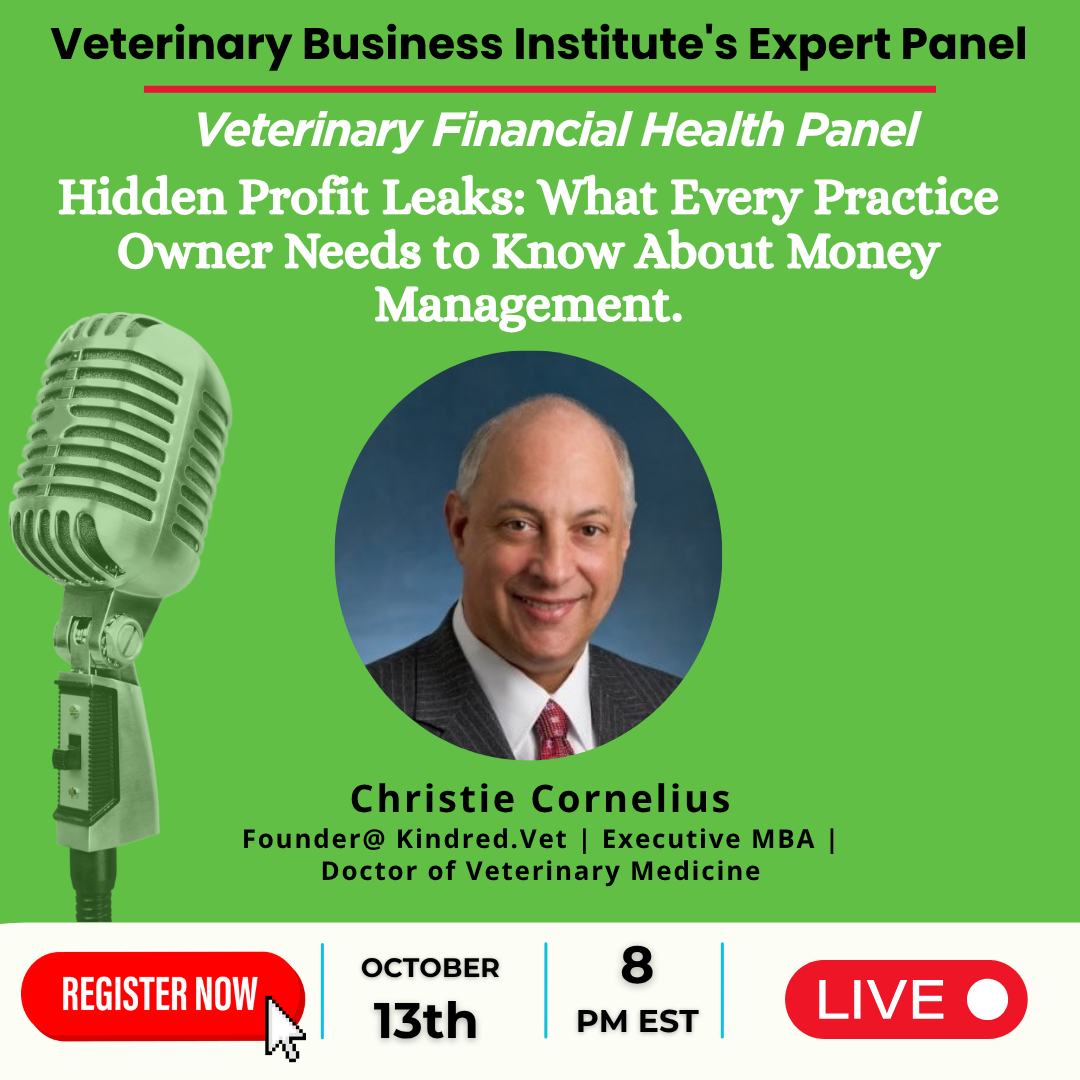 Veterinary Business Institute's Expert Panel
Veterinary Financial Health Panel
Hidden Profit Leaks: What Every Practice
Owner Needs to Know About Money
Management.
Christie Cornelius
Founder@ Kindred.Vet | Executive MBA |
Doctor of Veterinary Medicine
REGISTER NOW
OCTOBER
13th
8
PM EST
LIVE